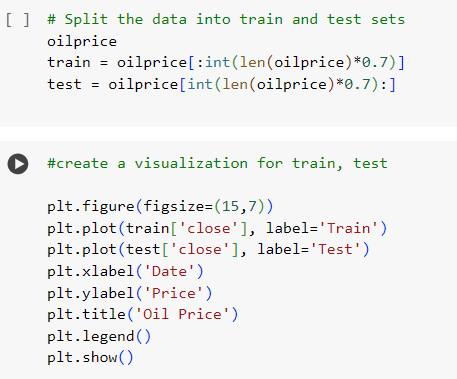 [ ] # Split the data into train and test sets
oilprice
train = oilprice[:int(len(oilprice)*0.7)]
test = oilprice[int(len(oilprice)*0.7):]
#create a visualization for train, test
plt.figure(figsize=(15,7))
plt.plot(train['close'], label='Train')
plt.plot(test['close'], label='Test')
plt.xlabel('Date')
plt.ylabel('Price')
plt.title('Oil Price')
plt.legend()
plt.show()